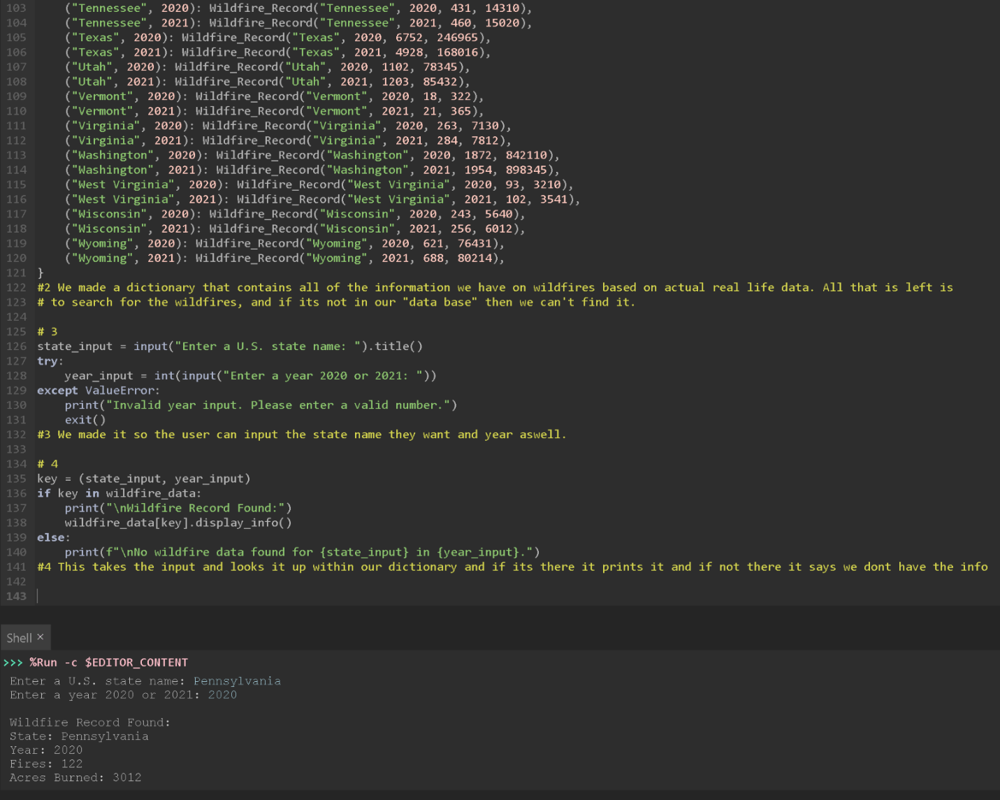 103     ("Tennessee", 2020): Wildfire_Record("Tennessee", 2020, 431, 14310),
104     ("Tennessee", 2021): Wildfire_Record("Tennessee", 2021, 460, 15020),
105     ("Texas", 2020): Wildfire_Record("Texas", 2020, 6752, 246965),
106     ("Texas", 2021): Wildfire_Record("Texas", 2021, 4928, 168016),
107     ("Utah", 2020): Wildfire_Record("Utah", 2020, 1102, 78345),
108     ("Utah", 2021): Wildfire_Record("Utah", 2021, 1203, 85432),
109     ("Vermont", 2020): Wildfire_Record("Vermont", 2020, 18, 322),
110     ("Vermont", 2021): Wildfire_Record("Vermont", 2021, 21, 365),
111     ("Virginia", 2020): Wildfire_Record("Virginia", 2020, 263, 7130),
112     ("Virginia", 2021): Wildfire_Record("Virginia", 2021, 284, 7812),
113     ("Washington", 2020): Wildfire_Record("Washington", 2020, 1872, 842110),
114     ("Washington", 2021): Wildfire_Record("Washington", 2021, 1954, 898345),
115     ("West Virginia", 2020): Wildfire_Record("West Virginia", 2020, 93, 3210),
116     ("West Virginia", 2021): Wildfire_Record("West Virginia", 2021, 102, 3541),
117     ("Wisconsin", 2020): Wildfire_Record("Wisconsin", 2020, 243, 5640),
118     ("Wisconsin", 2021): Wildfire_Record("Wisconsin", 2021, 256, 6012),
119     ("Wyoming", 2020): Wildfire_Record("Wyoming", 2020, 621, 76431),
120     ("Wyoming", 2021): Wildfire_Record("Wyoming", 2021, 688, 80214),
121 }
122 #2 We made a dictionary that contains all of the information we have on wildfires based on actual real life data. All that is left is
123 # to search for the wildfires, and if its not in our "data base" then we can't find it.
124
125 # 3
126 state_input = input("Enter a U.S. state name: ").title()
127 try:
128     year_input = int(input("Enter a year 2020 or 2021: "))
129 except ValueError:
130     print("Invalid year input. Please enter a valid number.")
131     exit()
132 #3 We made it so the user can input the state name they want and year aswell.
133
134 # 4
135 key = (state_input, year_input)
136 if key in wildfire_data:
137     print("\nWildfire Record Found:")
138     wildfire_data[key].display_info()
139 else:
140     print(f"\nNo wildfire data found for {state_input} in {year_input}.")
141 #4 This takes the input and looks it up within our dictionary and if its there it prints it and if not there it says we dont have the info
142
143
Shell ×
>>> %Run -c $EDITOR_CONTENT
Enter a U.S. state name: Pennsylvania
Enter a year 2020 or 2021: 2020
Wildfire Record Found:
State: Pennsylvania
Year: 2020
Fires: 122
Acres Burned: 3012